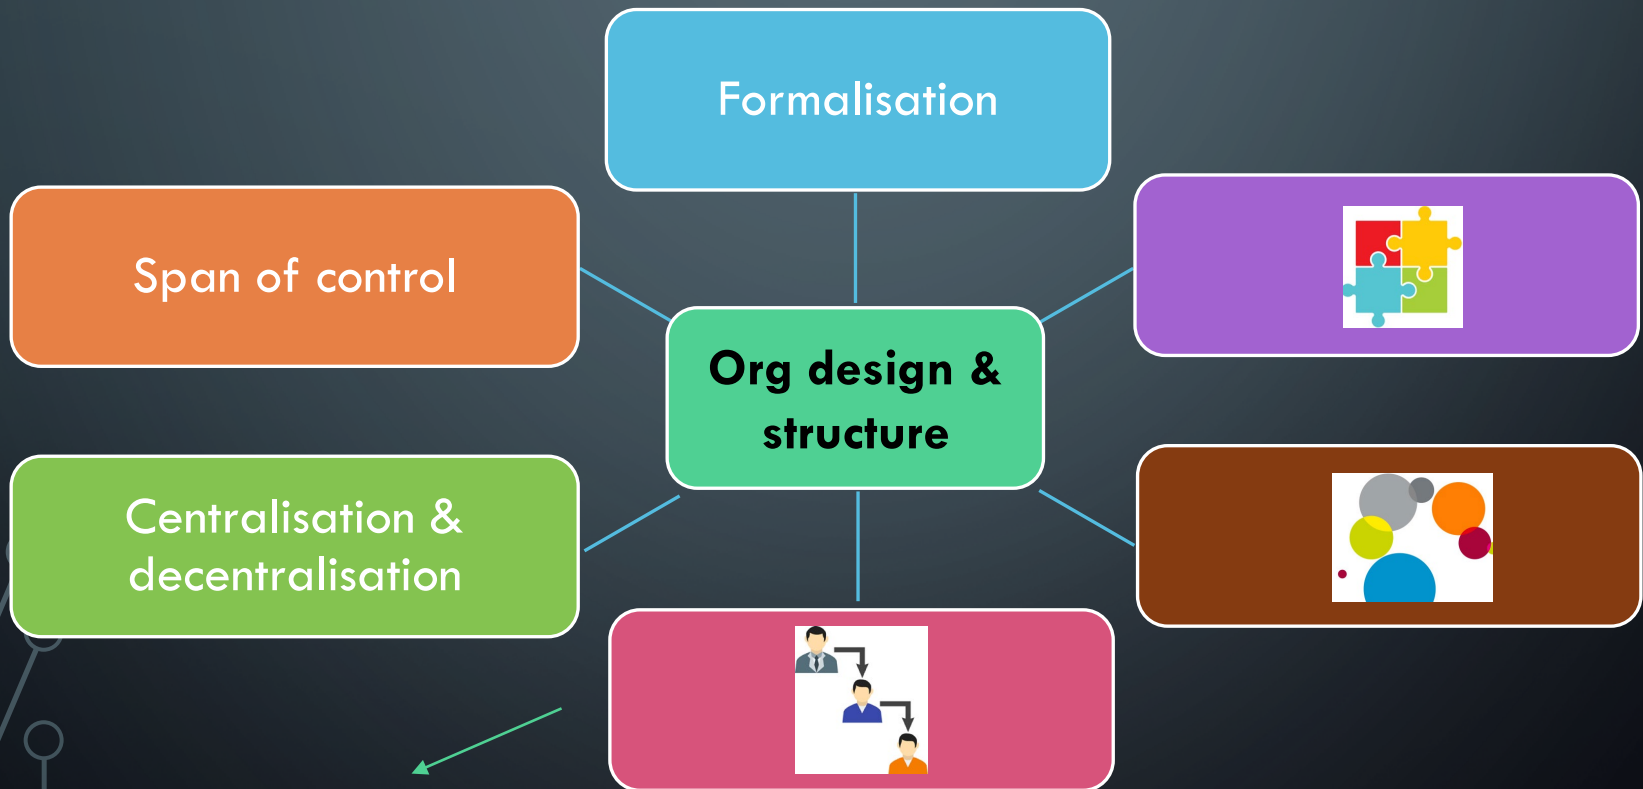 Formalisation
Span of control
Org design &
structure
Centralisation &
decentralisation